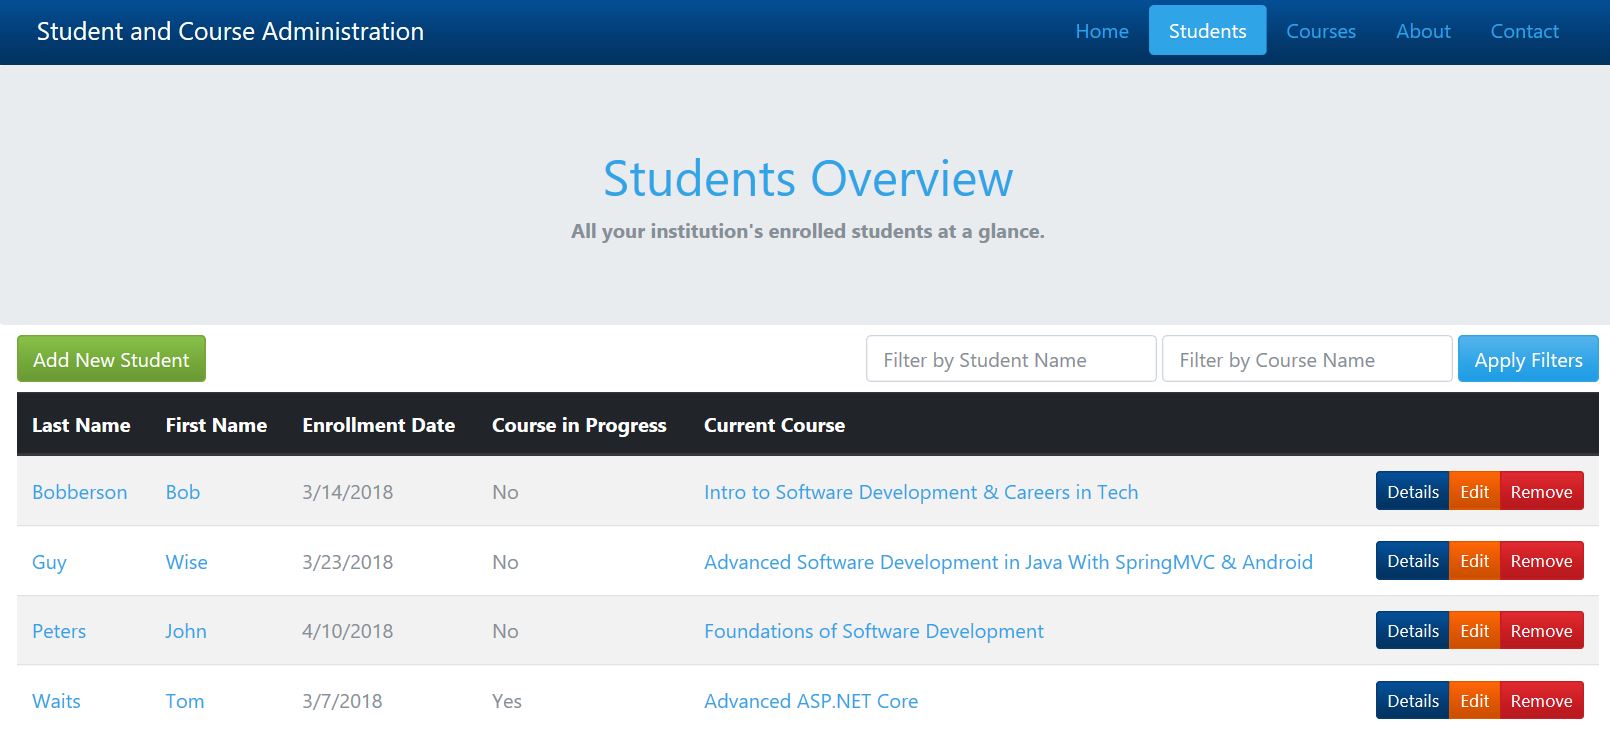 Student and Course Administration Home Students Courses About Contact
Students Overview
All your institution's enrolled students at a glance.
Add New Student Filter by Student Name Filter by Course Name Apply Filters
Last Name First Name Enrollment Date Course in Progress Current Course
Bobberson Bob 3/14/2018 No Intro to Software Development & Careers in Tech Details Edit Remove
Guy Wise 3/23/2018 No Advanced Software Development in Java With SpringMVC & Android Details Edit Remove
Peters John 4/10/2018 No Foundations of Software Development Details Edit Remove
Waits Tom 3/7/2018 Yes Advanced ASP.NET Core Details Edit Remove